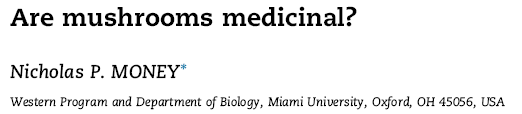 Are mushrooms medicinal?
Nicholas P. MONEY*
Western Program and Department of Biology, Miami University, Oxford, OH 45056, USA